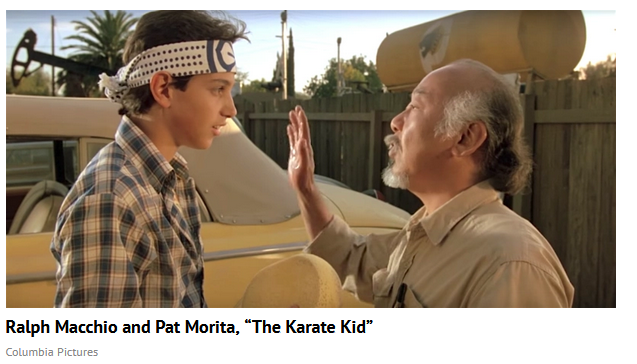 Ralph Macchio and Pat Morita, “The Karate Kid”
Columbia Pictures